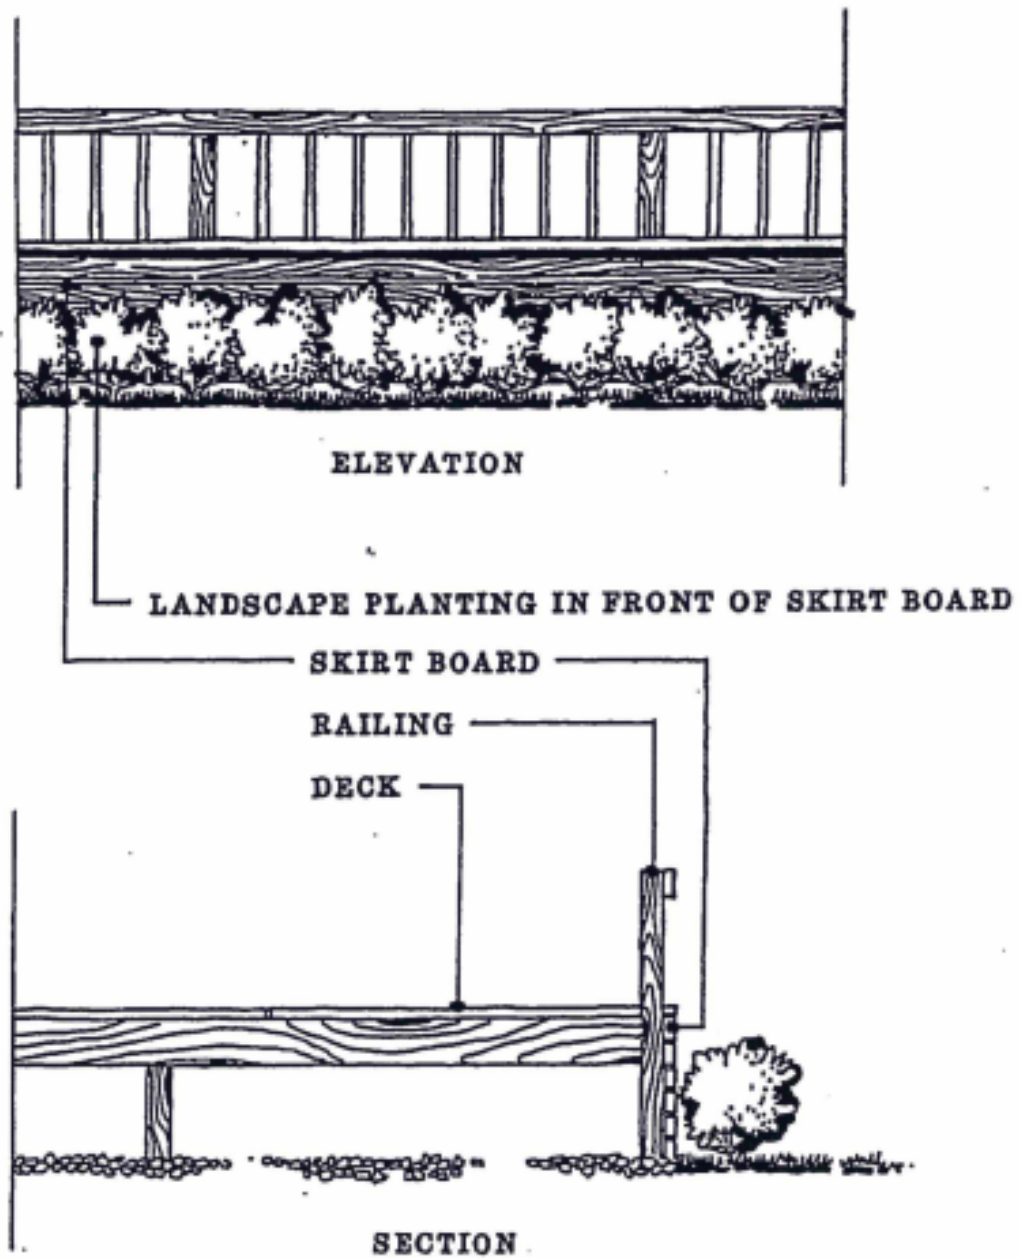 ELEVATION
LANDSCAPE PLANTING IN FRONT OF SKIRT BOARD
SKIRT BOARD
RAILING
DECK
SECTION